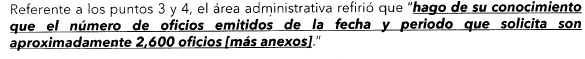 Referente a los puntos 3 y 4, el área administrativa refirió que "hago de su conocimiento
que el número de oficios emitidos de la fecha y periodo que solicita son
aproximadamente 2,600 oficios [más anexos]."